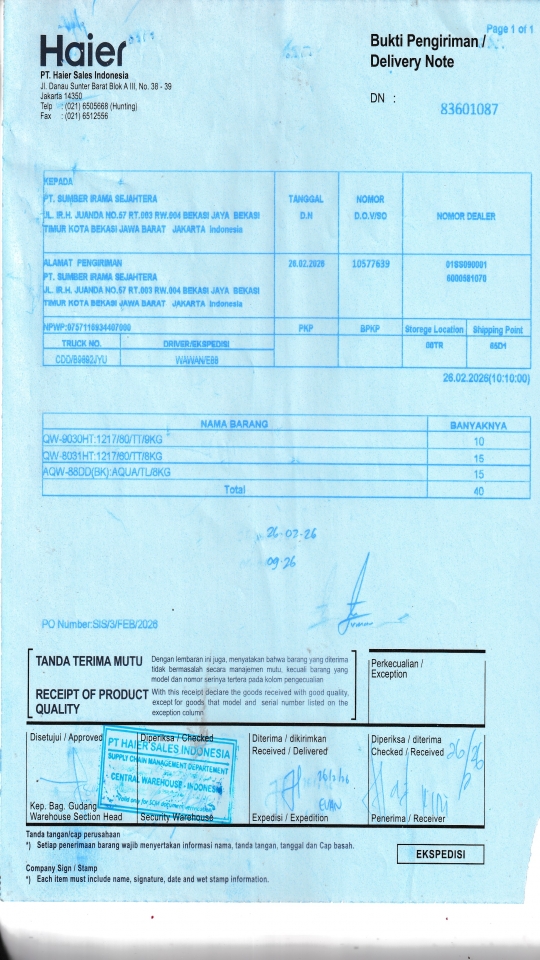 Page 1 of 1
Haier
Bukti Pengiriman /
Delivery Note
PT. Haier Sales Indonesia
Jl. Danau Sunter Barat Blok A III, No. 38 - 39
Jakarta 14350
Telp : (021) 6505668 (Hunting)
Fax : (021) 6512556
DN :
83601087
KEPADA
PT. SUMBER IRAMA SEJAHTERA
JL. IR.H. JUANDA NO.57 RT.003 RW.004 BEKASI JAYA BEKASI
TIMUR KOTA BEKASI JAWA BARAT JAKARTA Indonesia
TANGGAL
D.N
NOMOR
D.O.V/SO
NOMOR DEALER
ALAMAT PENGIRIMAN
PT. SUMBER IRAMA SEJAHTERA
JL. IR.H. JUANDA NO.57 RT.003 RW.004 BEKASI JAYA BEKASI
TIMUR KOTA BEKASI JAWA BARAT JAKARTA Indonesia
26.02.2026
10577639
6000581070
PKP
BPKP
Storege Location
Shipping Point
TRUCK NO.
DRIVER/EKSPEDISI
WAWAN/E88
26.02.2026(10:10:00)
NAMA BARANG BANYAKNYA
QW-9030HT:1217/60/TT/9KG 10
QW-8031HT:1217/60/TT/8KG 15
AQW-88DD(BK):AQUA/TL/8KG 15
Total 40
26-02-26
09.26
PO Number:SIS/3/FEB/2026
TANDA TERIMA MUTU
Dengan lembaran ini juga, menyatakan bahwa barang yang diterima
tidak bermasalah secara manajemen mutu, kecuali barang yang
model dan nomor serinya tertera pada kolom pengecualian
RECEIPT OF PRODUCT
QUALITY
With this receipt declare the goods received with good quality,
except for goods that model and serial number listed on the
exception column
Perkecualian /
Exception
Disetujui / Approved
Diperiksa / Checked
Diterima / dikirimkan
Received / Delivered
Diperiksa / diterima
Checked / Received
PT HAIER SALES INDONESIA
SUPPLY CHAIN MANAGEMENT DEPARTEMENT
CENTRAL WAREHOUSE - INDONESIA
EVAN
Kep. Bag. Gudang
Warehouse Section Head
Security Warehouse
Expedisi / Expedition
Penerima / Receiver
Tanda tangan/cap perusahaan
*) Setiap penerimaan barang wajib menyertakan informasi nama, tanda tangan, tanggal dan Cap basah.
EKSPEDISI
Company Sign / Stamp
*) Each item must include name, signature, date and wet stamp information.